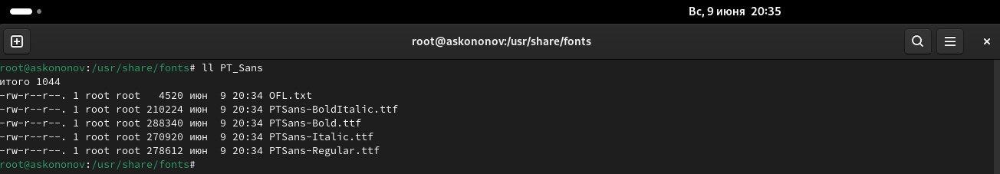 Вс, 9 июня 20:35
root@askononov:/usr/share/fonts
root@askononov:/usr/share/fonts# ll PT_Sans
итого 1044
-rw-r--r--. 1 root root   4520 июн  9 20:34 OFL.txt
-rw-r--r--. 1 root root 210224 июн  9 20:34 PTSans-BoldItalic.ttf
-rw-r--r--. 1 root root 288340 июн  9 20:34 PTSans-Bold.ttf
-rw-r--r--. 1 root root 270920 июн  9 20:34 PTSans-Italic.ttf
-rw-r--r--. 1 root root 278612 июн  9 20:34 PTSans-Regular.ttf
root@askononov:/usr/share/fonts#